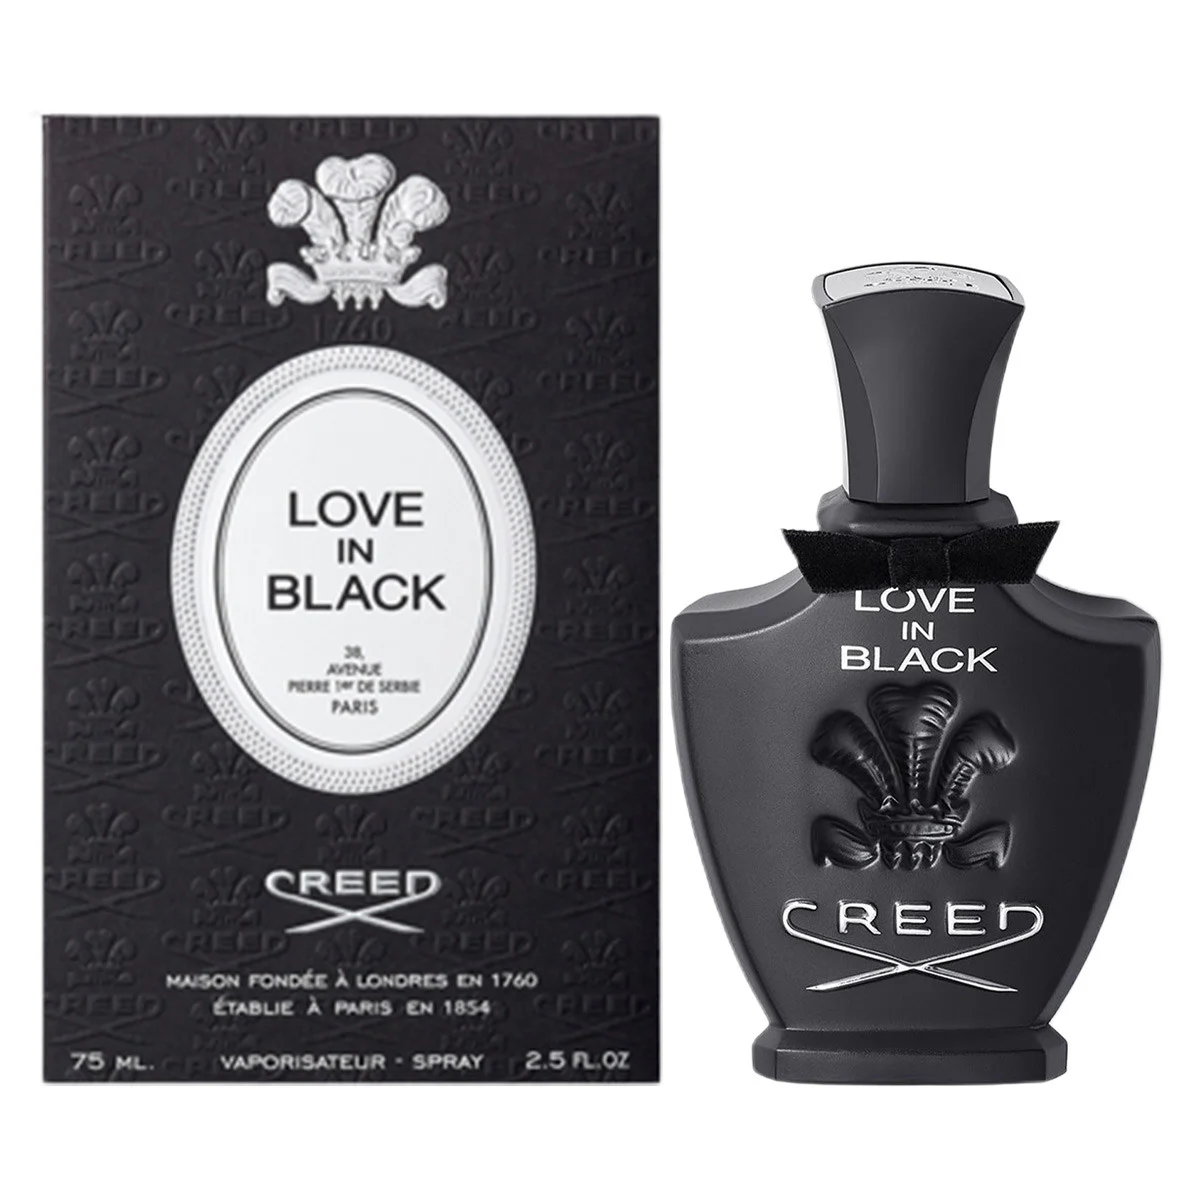 1760
LOVE
IN
BLACK
38,
AVENUE
PIERRE 1er DE SERBIE
PARIS
CREED
MAISON FONDÉE À LONDRES EN 1760
ÉTABLIE À PARIS EN 1854
75 ML. VAPORISATEUR - SPRAY 2.5 FL.OZ
LOVE
IN
BLACK
CREED